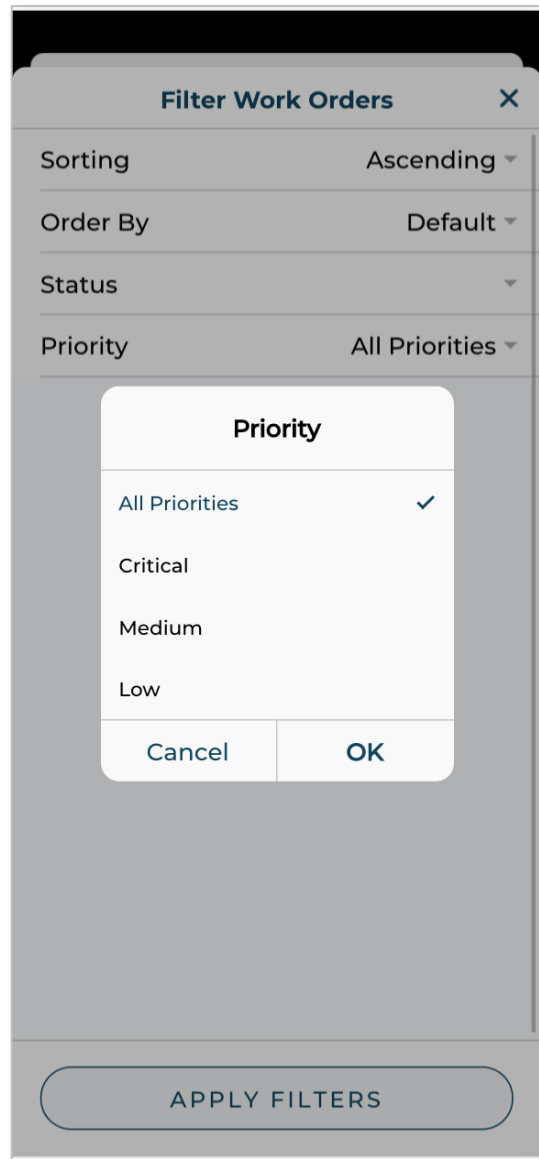 Filter Work Orders
Sorting Ascending
Order By Default
Status
Priority All Priorities
Priority
All Priorities
Critical
Medium
Low
Cancel OK
APPLY FILTERS